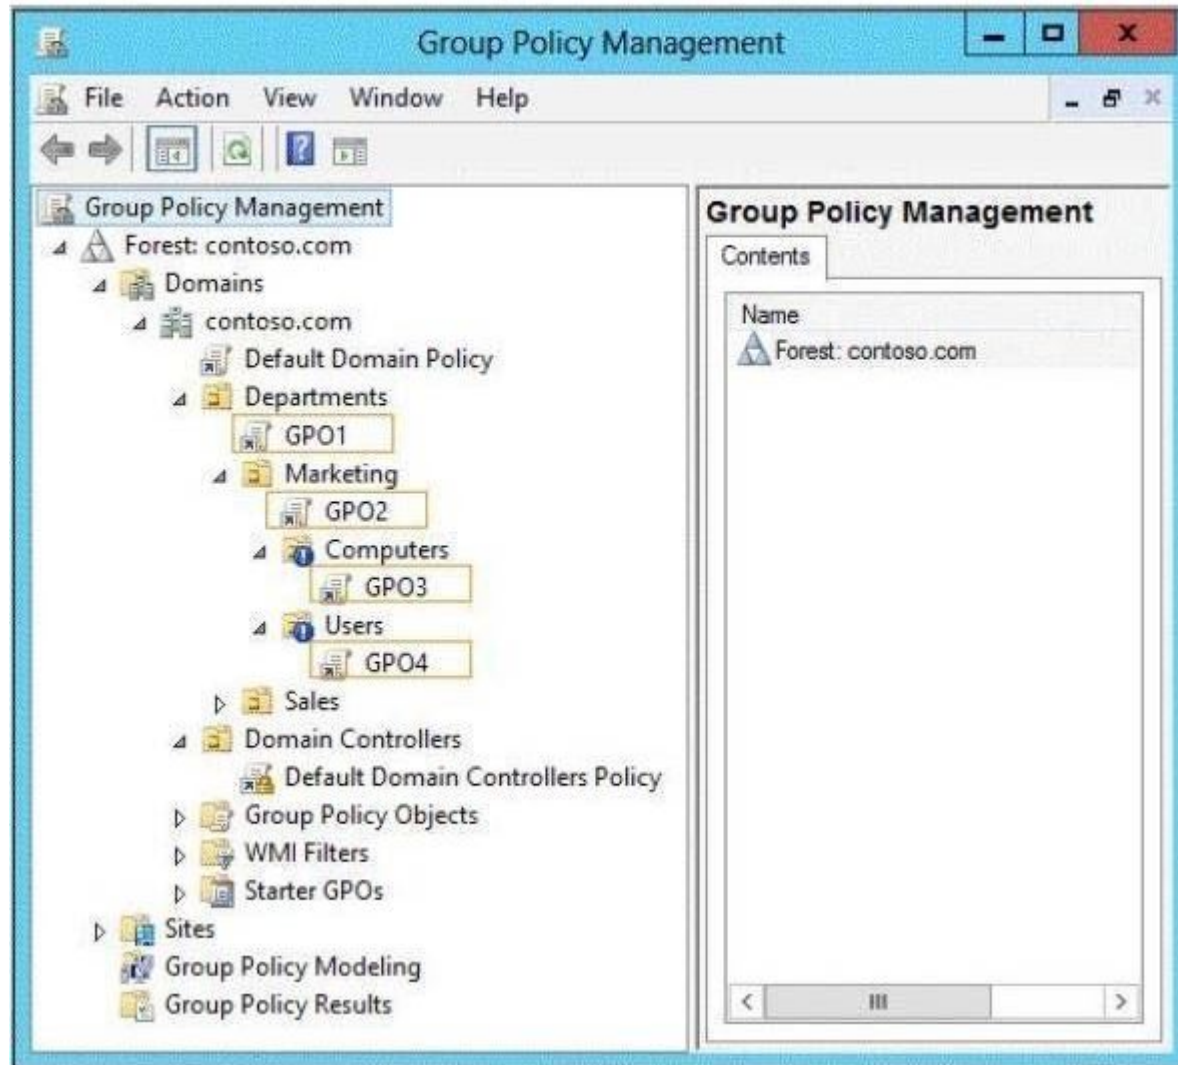 Group Policy Management
File Action View Window Help
Group Policy Management
Forest: contoso.com
Domains
contoso.com
Default Domain Policy
Departments
GPO1
Marketing
GPO2
Computers
GPO3
Users
GPO4
Sales
Domain Controllers
Default Domain Controllers Policy
Group Policy Objects
WMI Filters
Starter GPOs
Sites
Group Policy Modeling
Group Policy Results
Group Policy Management
Contents
Name
Forest: contoso.com